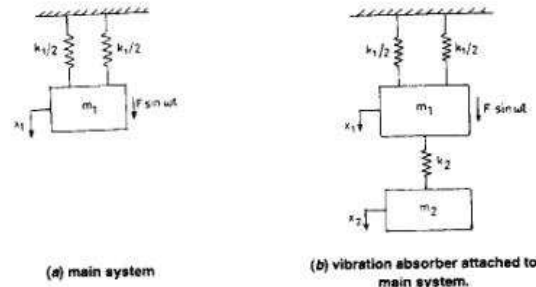 k₁/2
k₁/2
m₁
F sin ωt
x₁
(a) main system
k₁/2
k₁/2
m₁
F sin ωt
x₁
k₂
m₂
x₂
(b) vibration absorber attached to
main system.